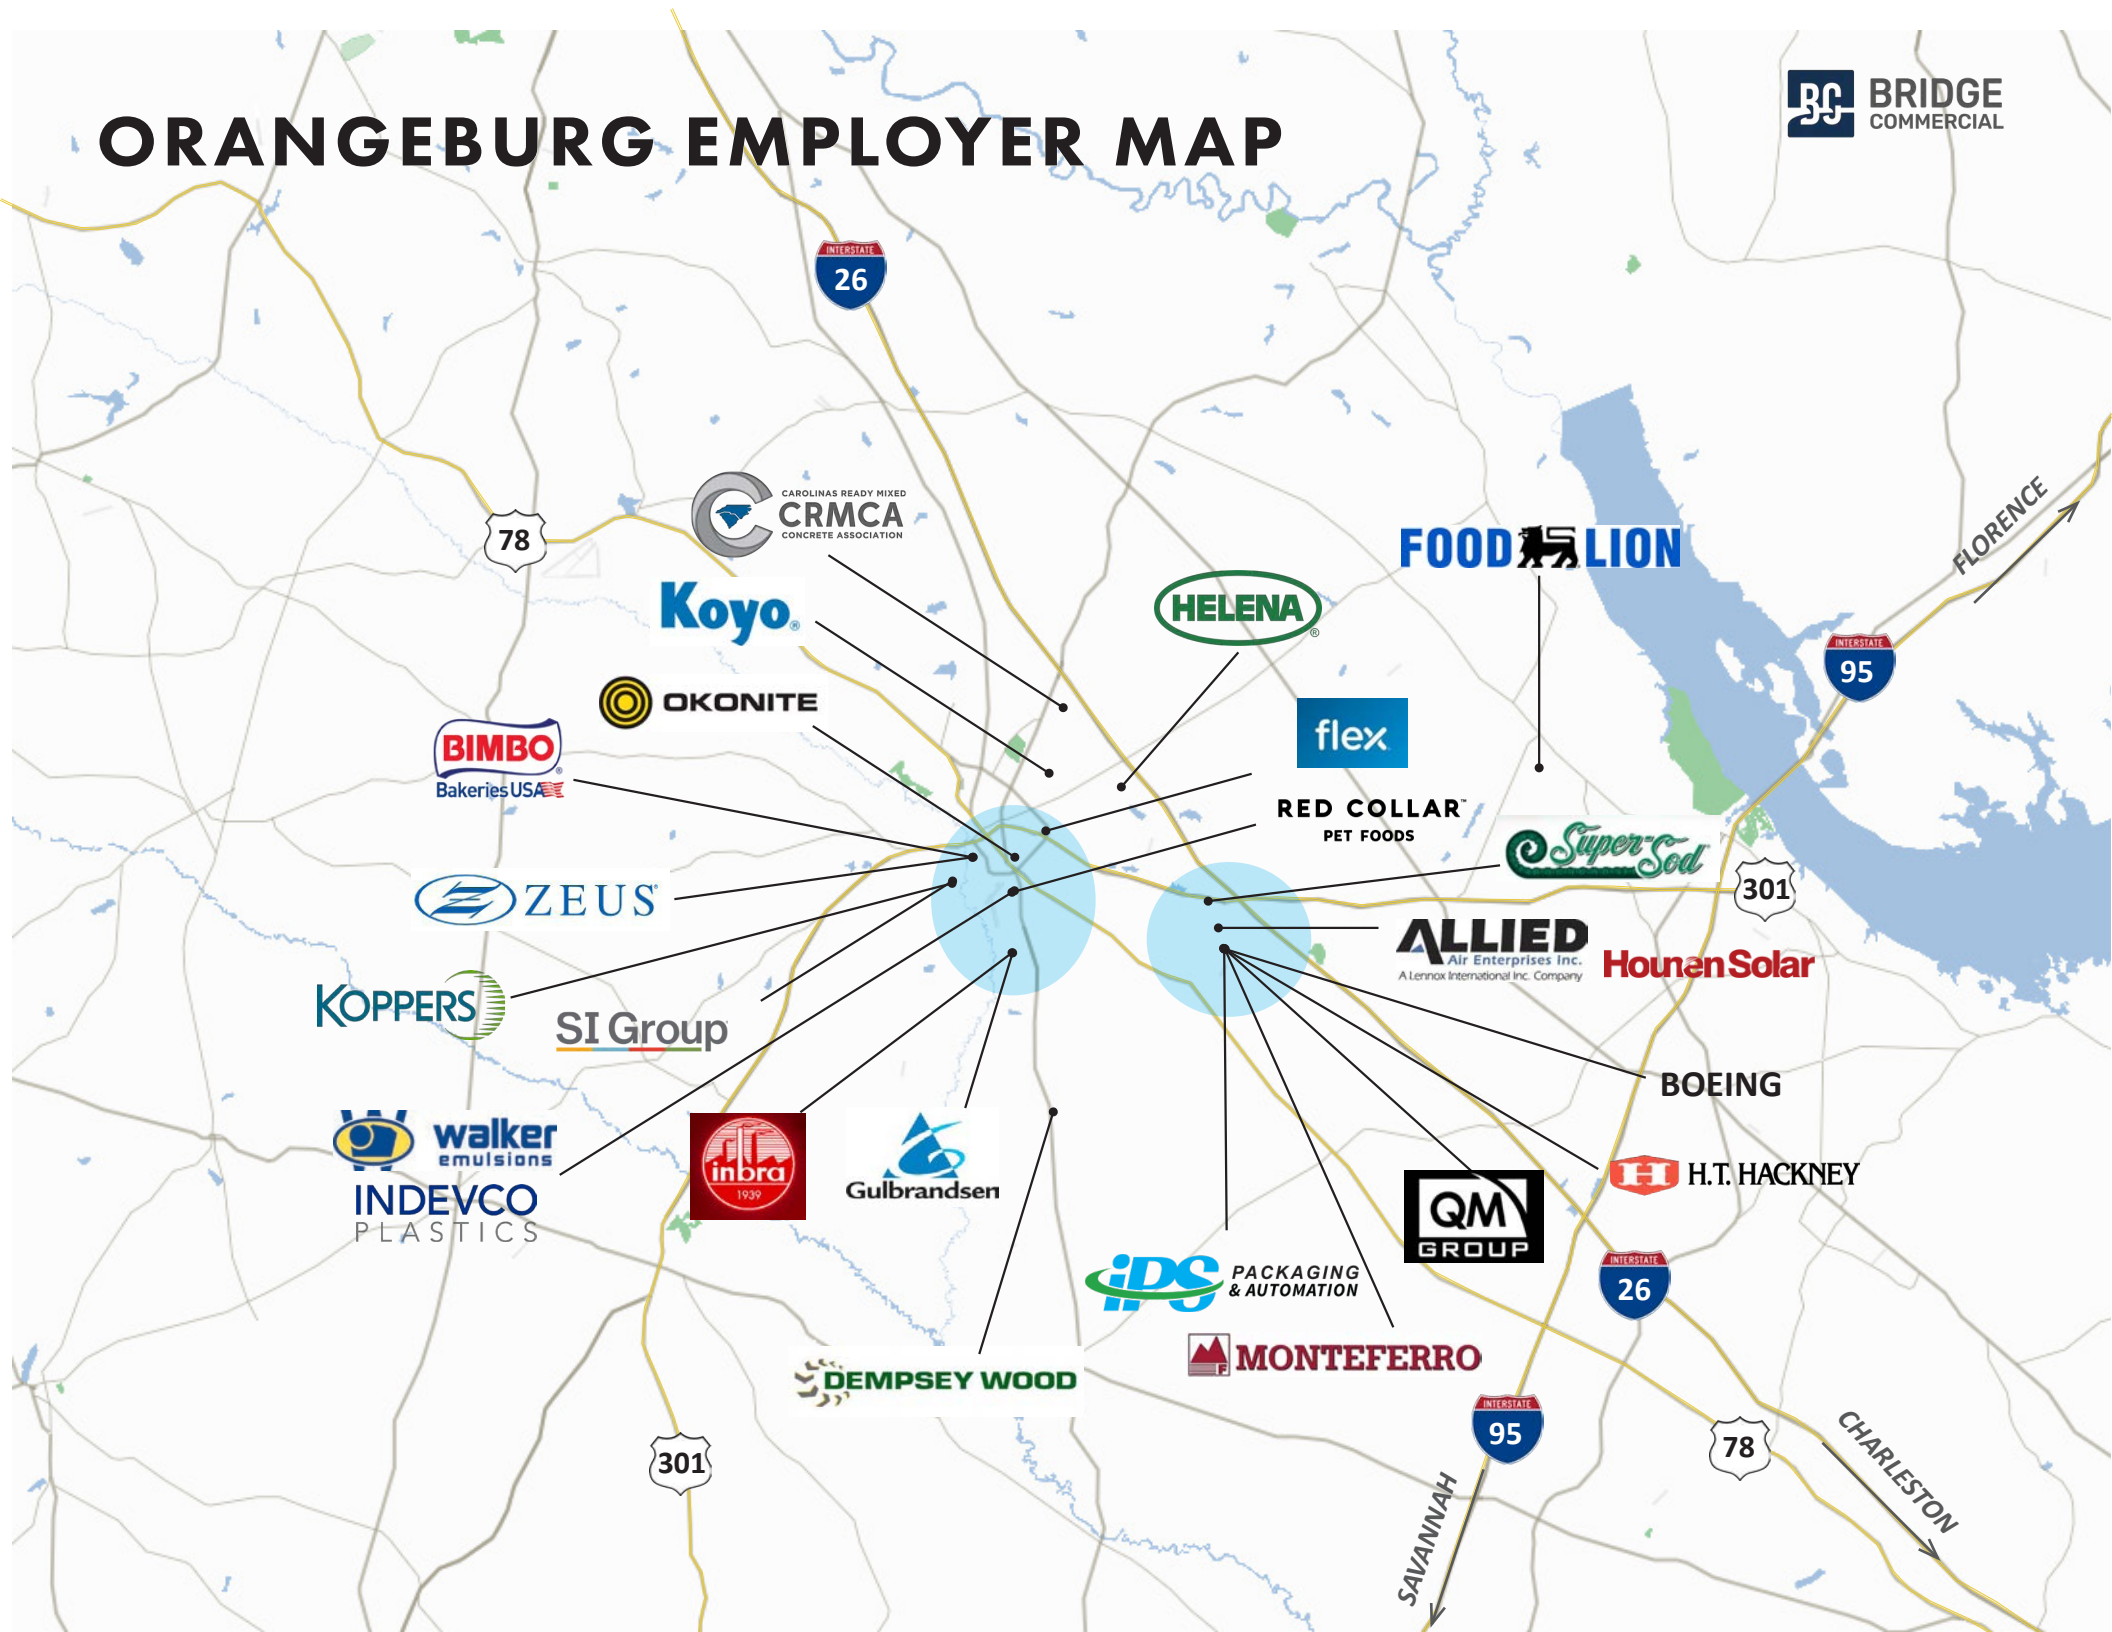 ORANGEBURG EMPLOYER MAP
BC BRIDGE
COMMERCIAL
INTERSTATE
26
78
CAROLINAS READY MIXED
CRMCA
CONCRETE ASSOCIATION
FOOD LION
FLORENCE
Koyo®
HELENA®
INTERSTATE
95
OKONITE
flex
BIMBO®
Bakeries USA
RED COLLAR™
PET FOODS
Super-Sod
ZEUS®
301
ALLIED
Air Enterprises Inc.
A Lennox International Inc. Company
Hounen Solar
KOPPERS
SI Group
BOEING
walker
emulsions
INDEVCO
PLASTICS
inbra
1939
Gulbrandsen
H H.T. HACKNEY
QM
GROUP
iPS PACKAGING
& AUTOMATION
INTERSTATE
26
F MONTEFERRO
DEMPSEY WOOD
INTERSTATE
95
301
78
CHARLESTON
SAVANNAH